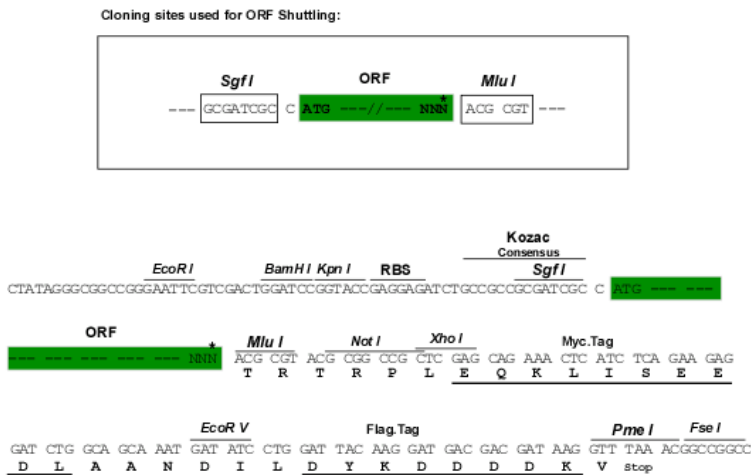 Cloning sites used for ORF Shuttling:
Sgf I ORF Mlu I
*
--- GCGATCGC C ATG ---//--- NNN ACG CGT ---
Kozac
Consensus
EcoR I BamH I Kpn I RBS Sgf I
CTATAGGGCGGCCGGGAATTCGTCGACTGGATCCGGTACCGAGGAGATCTGCCGCCGCGATCGC C ATG --- ---
ORF
*
Mlu I Not I Xho I Myc.Tag
--- --- --- --- --- NNN ACG CGT ACG CGG CCG CTC GAG CAG AAA CTC ATC TCA GAA GAG
T R T R P L E Q K L I S E E
EcoR V Flag.Tag Pme I Fse I
GAT CTG GCA GCA AAT GAT ATC CTG GAT TAC AAG GAT GAC GAC GAT AAG GTT TAA ACGGCCGGCC
D L A A N D I L D Y K D D D D K V Stop